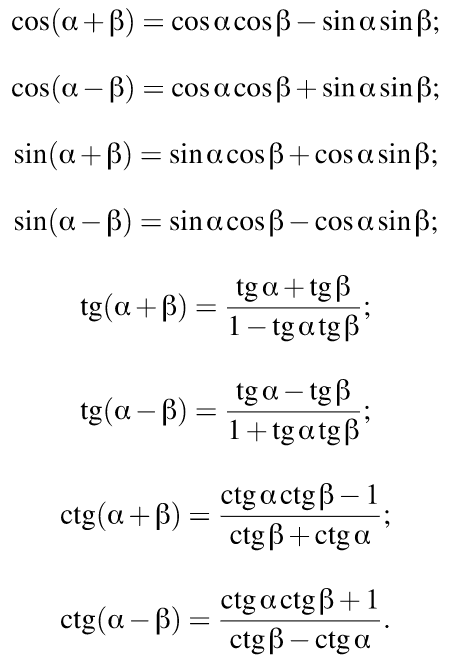 cos(α + β) = cos α cos β − sin α sin β;
cos(α − β) = cos α cos β + sin α sin β;
sin(α + β) = sin α cos β + cos α sin β;
sin(α − β) = sin α cos β − cos α sin β;
tg(α + β) = (tg α + tg β) / (1 − tg α tg β);
tg(α − β) = (tg α − tg β) / (1 + tg α tg β);
ctg(α + β) = (ctg α ctg β − 1) / (ctg β + ctg α);
ctg(α − β) = (ctg α ctg β + 1) / (ctg β − ctg α).